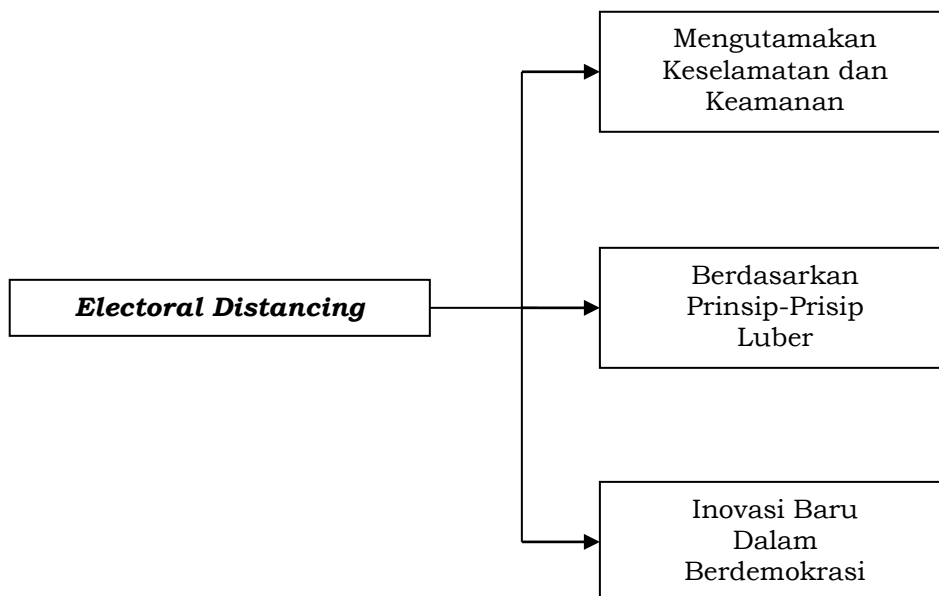 Mengutamakan
Keselamatan dan
Keamanan
Electoral Distancing
Berdasarkan
Prinsip-Prisip
Luber
Inovasi Baru
Dalam
Berdemokrasi